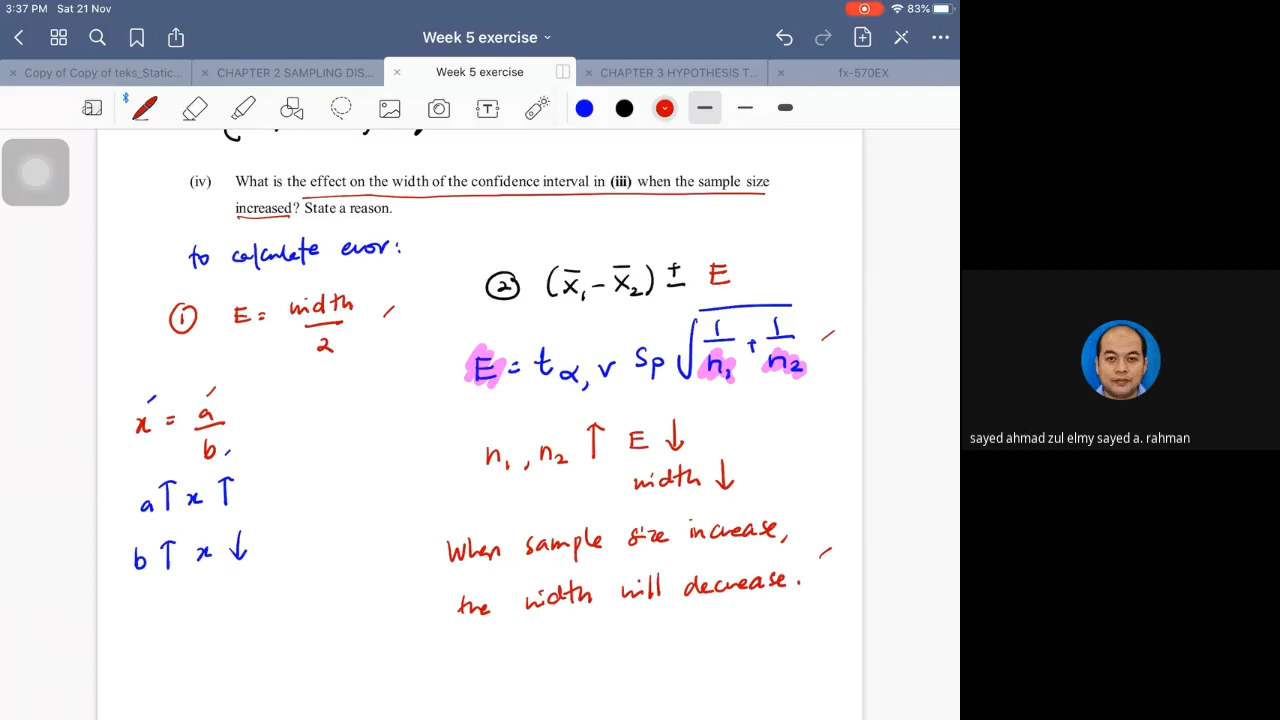 3:37 PM Sat 21 Nov
83%
Week 5 exercise
Copy of Copy of teks_Static...
CHAPTER 2 SAMPLING DIS...
Week 5 exercise
CHAPTER 3 HYPOTHESIS T...
fx-570EX
(iv) What is the effect on the width of the confidence interval in (iii) when the sample size
increased? State a reason.
to calculate error:
① E = width / 2
② (x̄₁ - x̄₂) ± E
E = t α, v Sp √(1/n₁ + 1/n₂)
x = a / b
a ↑ x ↑
b ↑ x ↓
n₁, n₂ ↑ E ↓
width ↓
When sample size increase,
the width will decrease.
sayed ahmad zul elmy sayed a. rahman